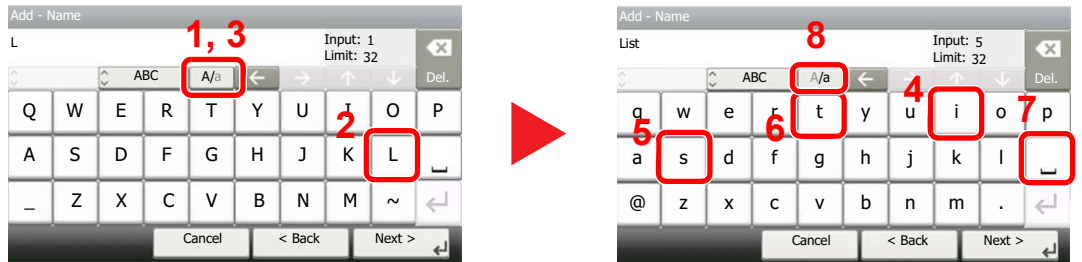 Add - Name
L
Input: 1
Limit: 32
1, 3
ABC
A/a
Del.
Q W E R T Y U I O P
2
A S D F G H J K L
_ Z X C V B N M ~
Cancel
< Back
Next >
Add - Name
List
Input: 5
Limit: 32
8
ABC
A/a
Del.
4
7
q w e r t y u i o p
5
6
a s d f g h j k l
@ z x c v b n m .
Cancel
< Back
Next >